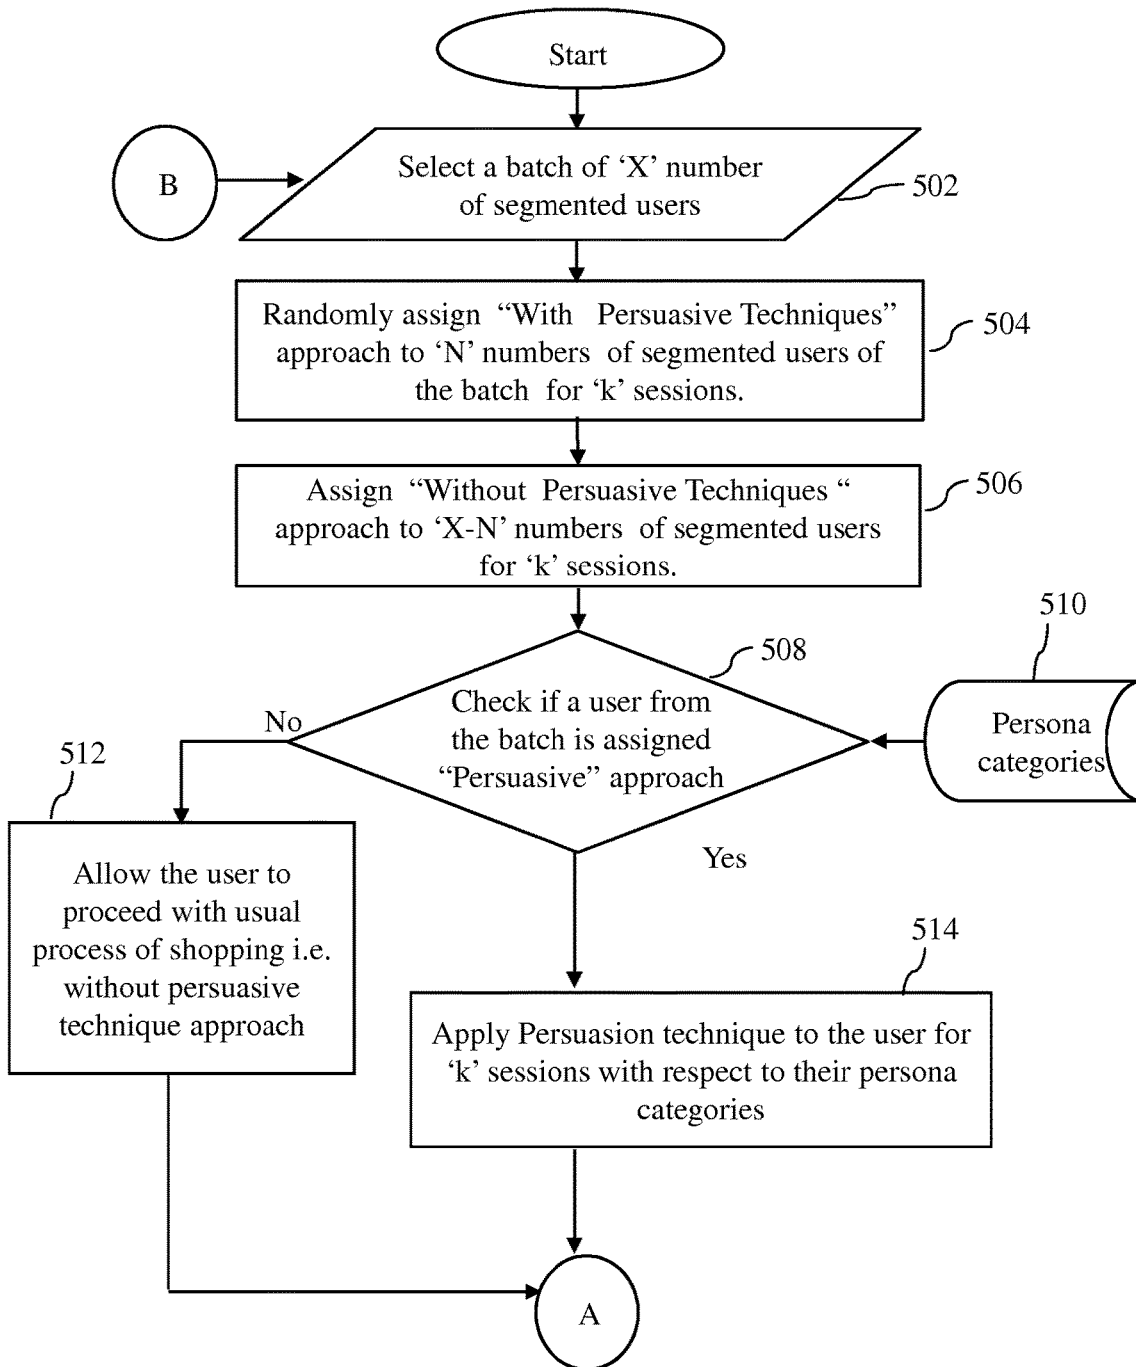 Start
B
Select a batch of ‘X’ number
of segmented users
502
Randomly assign “With Persuasive Techniques”
approach to ‘N’ numbers of segmented users of
the batch for ‘k’ sessions.
504
Assign “Without Persuasive Techniques “
approach to ‘X-N’ numbers of segmented users
for ‘k’ sessions.
506
510
508
Check if a user from
the batch is assigned
“Persuasive” approach
No
Persona
categories
512
Yes
Allow the user to
proceed with usual
process of shopping i.e.
without persuasive
technique approach
514
Apply Persuasion technique to the user for
‘k’ sessions with respect to their persona
categories
A